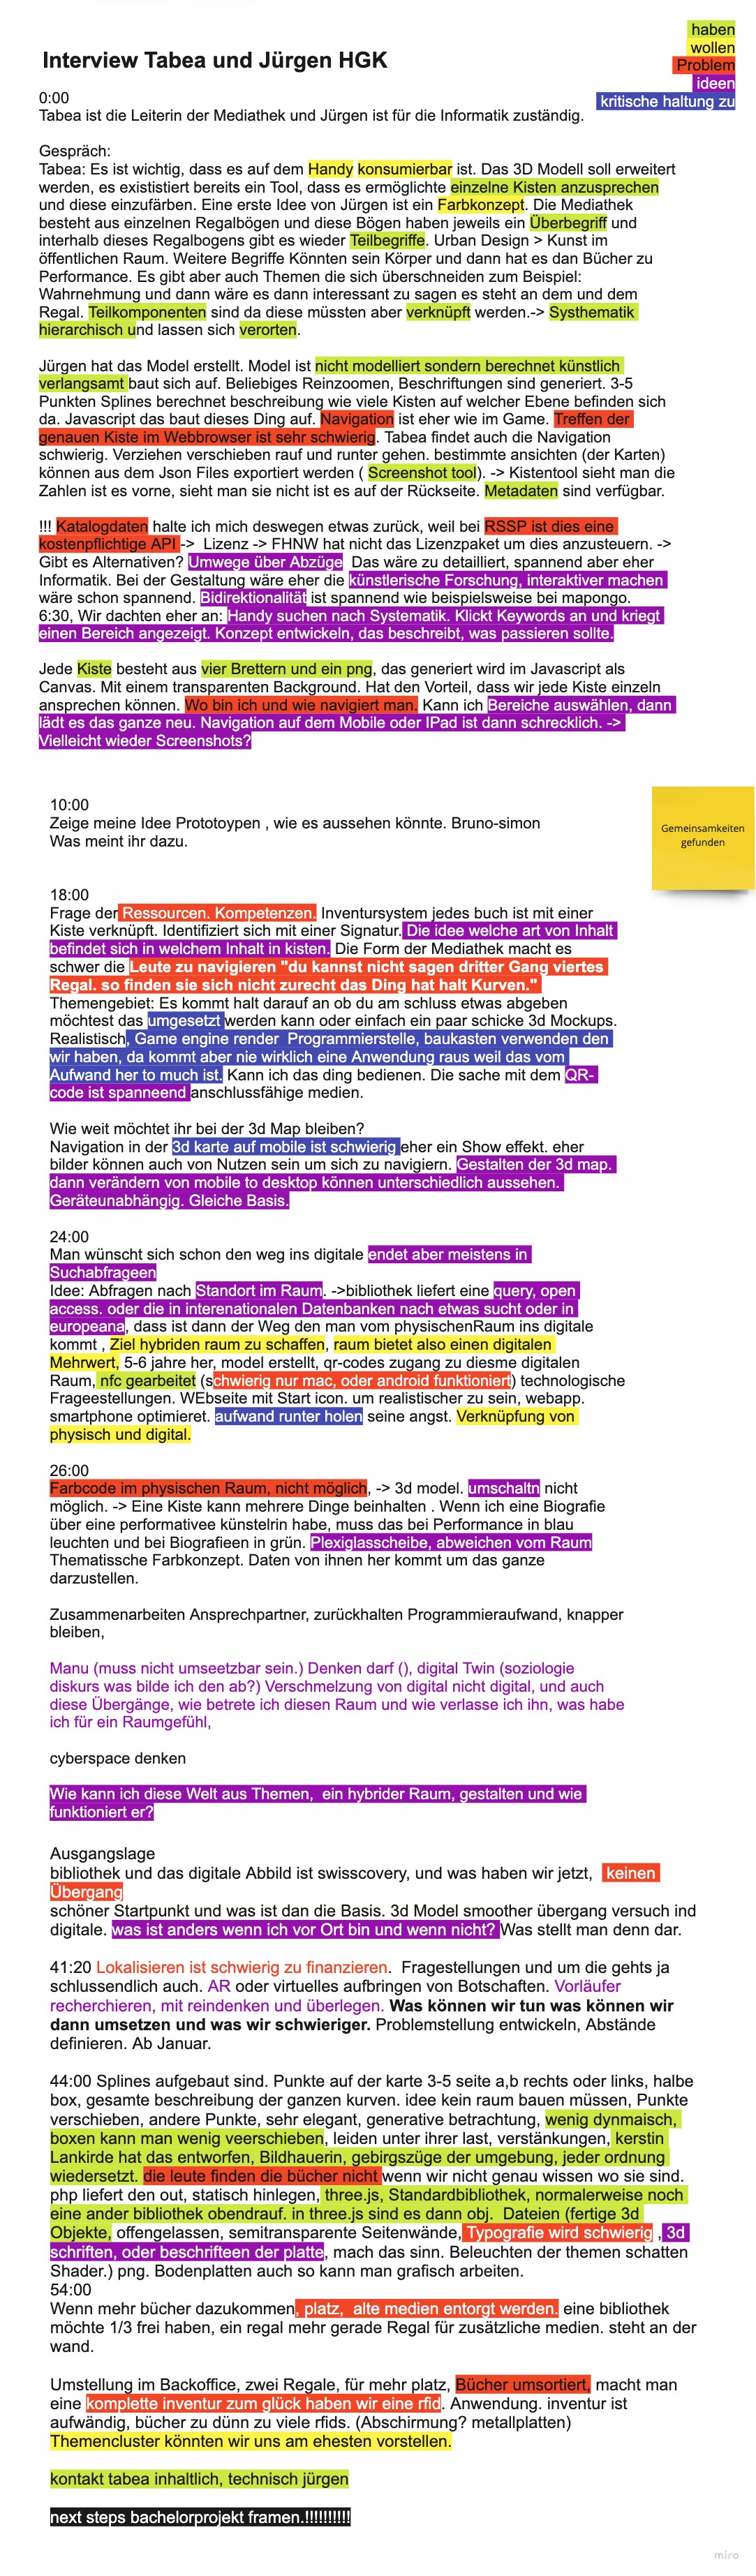 haben
wollen
Problem
ideen
kritische haltung zu
Interview Tabea und Jürgen HGK
0:00
Tabea ist die Leiterin der Mediathek und Jürgen ist für die Informatik zuständig.
Gespräch:
Tabea: Es ist wichtig, dass es auf dem Handy konsumierbar ist. Das 3D Modell soll erweitert
werden, es exististiert bereits ein Tool, dass es ermöglichte einzelne Kisten anzusprechen
und diese einzufärben. Eine erste Idee von Jürgen ist ein Farbkonzept. Die Mediathek
besteht aus einzelnen Regalbögen und diese Bögen haben jeweils ein Überbegriff und
interhalb dieses Regalbogens gibt es wieder Teilbegriffe. Urban Design > Kunst im
öffentlichen Raum. Weitere Begriffe Könnten sein Körper und dann hat es dan Bücher zu
Performance. Es gibt aber auch Themen die sich überschneiden zum Beispiel:
Wahrnehmung und dann wäre es dann interessant zu sagen es steht an dem und dem
Regal. Teilkomponenten sind da diese müssten aber verknüpft werden.-> Systhematik
hierarchisch und lassen sich verorten.
Jürgen hat das Model erstellt. Model ist nicht modelliert sondern berechnet künstlich
verlangsamt baut sich auf. Beliebiges Reinzoomen, Beschriftungen sind generiert. 3-5
Punkten Splines berechnet beschreibung wie viele Kisten auf welcher Ebene befinden sich
da. Javascript das baut dieses Ding auf. Navigation ist eher wie im Game. Treffen der
genauen Kiste im Webbrowser ist sehr schwierig. Tabea findet auch die Navigation
schwierig. Verziehen verschieben rauf und runter gehen. bestimmte ansichten (der Karten)
können aus dem Json Files exportiert werden ( Screenshot tool). -> Kistentool sieht man die
Zahlen ist es vorne, sieht man sie nicht ist es auf der Rückseite. Metadaten sind verfügbar.
!!! Katalogdaten halte ich mich deswegen etwas zurück, weil bei RSSP ist dies eine
kostenpflichtige API -> Lizenz -> FHNW hat nicht das Lizenzpaket um dies anzusteuern. ->
Gibt es Alternativen? Umwege über Abzüge Das wäre zu detailliert, spannend aber eher
Informatik. Bei der Gestaltung wäre eher die künstlerische Forschung, interaktiver machen
wäre schon spannend. Bidirektionalität ist spannend wie beispielsweise bei mapongo.
6:30, Wir dachten eher an: Handy suchen nach Systematik. Klickt Keywords an und kriegt
einen Bereich angezeigt. Konzept entwickeln, das beschreibt, was passieren sollte.
Jede Kiste besteht aus vier Brettern und ein png, das generiert wird im Javascript als
Canvas. Mit einem transparenten Background. Hat den Vorteil, dass wir jede Kiste einzeln
ansprechen können. Wo bin ich und wie navigiert man. Kann ich Bereiche auswählen, dann
lädt es das ganze neu. Navigation auf dem Mobile oder IPad ist dann schrecklich. ->
Vielleicht wieder Screenshots?
10:00
Zeige meine Idee Prototoypen , wie es aussehen könnte. Bruno-simon
Was meint ihr dazu.
Gemeinsamkeiten
gefunden
18:00
Frage der Ressourcen. Kompetenzen. Inventursystem jedes buch ist mit einer
Kiste verknüpft. Identifiziert sich mit einer Signatur. Die idee welche art von Inhalt
befindet sich in welchem Inhalt in kisten. Die Form der Mediathek macht es
schwer die Leute zu navigieren "du kannst nicht sagen dritter Gang viertes
Regal. so finden sie sich nicht zurecht das Ding hat halt Kurven."
Themengebiet: Es kommt halt darauf an ob du am schluss etwas abgeben
möchtest das umgesetzt werden kann oder einfach ein paar schicke 3d Mockups.
Realistisch, Game engine render Programmierstelle, baukasten verwenden den
wir haben, da kommt aber nie wirklich eine Anwendung raus weil das vom
Aufwand her to much ist. Kann ich das ding bedienen. Die sache mit dem QR-
code ist spanneend anschlussfähige medien.
Wie weit möchtet ihr bei der 3d Map bleiben?
Navigation in der 3d karte auf mobile ist schwierig eher ein Show effekt. eher
bilder können auch von Nutzen sein um sich zu navigiern. Gestalten der 3d map.
dann verändern von mobile to desktop können unterschiedlich aussehen.
Geräteunabhängig. Gleiche Basis.
24:00
Man wünscht sich schon den weg ins digitale endet aber meistens in
Suchabfrageen
Idee: Abfragen nach Standort im Raum. ->bibliothek liefert eine query, open
access. oder die in interenationalen Datenbanken nach etwas sucht oder in
europeana, dass ist dann der Weg den man vom physischenRaum ins digitale
kommt , Ziel hybriden raum zu schaffen, raum bietet also einen digitalen
Mehrwert, 5-6 jahre her, model erstellt, qr-codes zugang zu diesme digitalen
Raum, nfc gearbeitet (schwierig nur mac, oder android funktioniert) technologische
Frageestellungen. WEbseite mit Start icon. um realistischer zu sein, webapp.
smartphone optimieret. aufwand runter holen seine angst. Verknüpfung von
physisch und digital.
26:00
Farbcode im physischen Raum, nicht möglich, -> 3d model. umschaltn nicht
möglich. -> Eine Kiste kann mehrere Dinge beinhalten . Wenn ich eine Biografie
über eine performativee künstelrin habe, muss das bei Performance in blau
leuchten und bei Biografieen in grün. Plexiglasscheibe, abweichen vom Raum
Thematissche Farbkonzept. Daten von ihnen her kommt um das ganze
darzustellen.
Zusammenarbeiten Ansprechpartner, zurückhalten Programmieraufwand, knapper
bleiben,
Manu (muss nicht umseetzbar sein.) Denken darf (), digital Twin (soziologie
diskurs was bilde ich den ab?) Verschmelzung von digital nicht digital, und auch
diese Übergänge, wie betrete ich diesen Raum und wie verlasse ich ihn, was habe
ich für ein Raumgefühl,
cyberspace denken
Wie kann ich diese Welt aus Themen, ein hybrider Raum, gestalten und wie
funktioniert er?
Ausgangslage
bibliothek und das digitale Abbild ist swisscovery, und was haben wir jetzt, keinen
Übergang
schöner Startpunkt und was ist dan die Basis. 3d Model smoother übergang versuch ind
digitale. was ist anders wenn ich vor Ort bin und wenn nicht? Was stellt man denn dar.
41:20 Lokalisieren ist schwierig zu finanzieren. Fragestellungen und um die gehts ja
schlussendlich auch. AR oder virtuelles aufbringen von Botschaften. Vorläufer
recherchieren, mit reindenken und überlegen. Was können wir tun was können wir
dann umsetzen und was wir schwieriger. Problemstellung entwickeln, Abstände
definieren. Ab Januar.
44:00 Splines aufgebaut sind. Punkte auf der karte 3-5 seite a,b rechts oder links, halbe
box, gesamte beschreibung der ganzen kurven. idee kein raum bauen müssen, Punkte
verschieben, andere Punkte, sehr elegant, generative betrachtung, wenig dynmaisch,
boxen kann man wenig veerschieben, leiden unter ihrer last, verstänkungen, kerstin
Lankirde hat das entworfen, Bildhauerin, gebirgszüge der umgebung, jeder ordnung
wiedersetzt. die leute finden die bücher nicht wenn wir nicht genau wissen wo sie sind.
php liefert den out, statisch hinlegen, three.js, Standardbibliothek, normalerweise noch
eine ander bibliothek obendrauf. in three.js sind es dann obj. Dateien (fertige 3d
Objekte, offengelassen, semitransparente Seitenwände, Typografie wird schwierig , 3d
schriften, oder beschrifteen der platte, mach das sinn. Beleuchten der themen schatten
Shader.) png. Bodenplatten auch so kann man grafisch arbeiten.
54:00
Wenn mehr bücher dazukommen, platz, alte medien entorgt werden. eine bibliothek
möchte 1/3 frei haben, ein regal mehr gerade Regal für zusätzliche medien. steht an der
wand.
Umstellung im Backoffice, zwei Regale, für mehr platz, Bücher umsortiert, macht man
eine komplette inventur zum glück haben wir eine rfid. Anwendung. inventur ist
aufwändig, bücher zu dünn zu viele rfids. (Abschirmung? metallplatten)
Themencluster könnten wir uns am ehesten vorstellen.
kontakt tabea inhaltlich, technisch jürgen
next steps bachelorprojekt framen.!!!!!!!!!!
miro